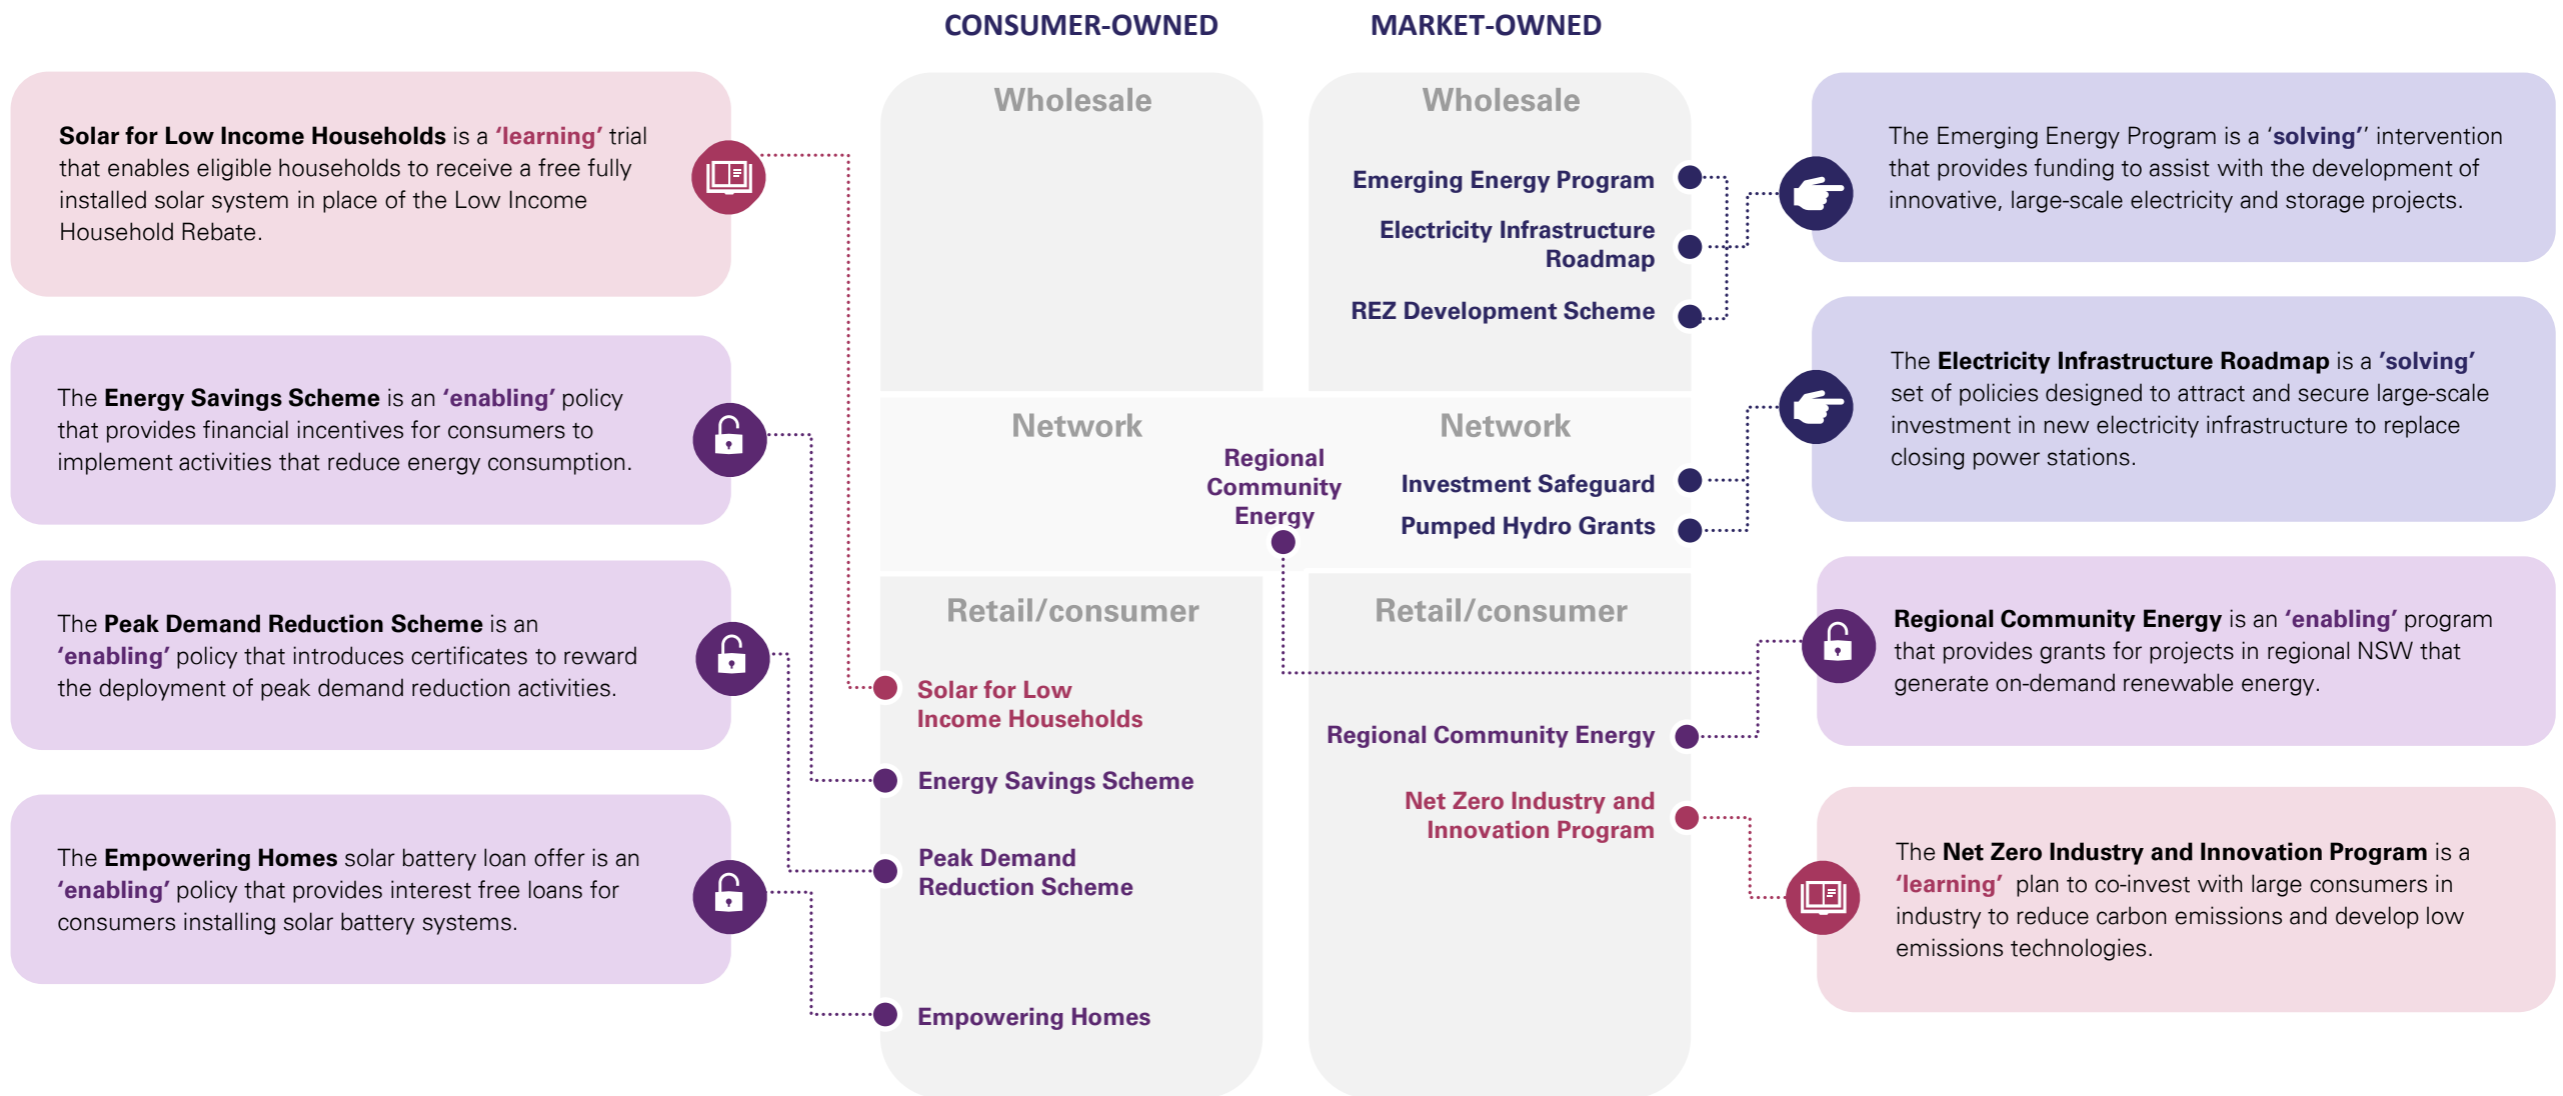 CONSUMER-OWNED
MARKET-OWNED
Solar for Low Income Households is a ‘learning’ trial
that enables eligible households to receive a free fully
installed solar system in place of the Low Income
Household Rebate.
The Energy Savings Scheme is an ‘enabling’ policy
that provides financial incentives for consumers to
implement activities that reduce energy consumption.
The Peak Demand Reduction Scheme is an
‘enabling’ policy that introduces certificates to reward
the deployment of peak demand reduction activities.
The Empowering Homes solar battery loan offer is an
‘enabling’ policy that provides interest free loans for
consumers installing solar battery systems.
Wholesale
Network
Regional
Community
Energy
Retail/consumer
Solar for Low
Income Households
Energy Savings Scheme
Peak Demand
Reduction Scheme
Empowering Homes
Wholesale
Emerging Energy Program
Electricity Infrastructure
Roadmap
REZ Development Scheme
Network
Investment Safeguard
Pumped Hydro Grants
Retail/consumer
Regional Community Energy
Net Zero Industry and
Innovation Program
The Emerging Energy Program is a ‘solving’’ intervention
that provides funding to assist with the development of
innovative, large-scale electricity and storage projects.
The Electricity Infrastructure Roadmap is a ’solving’
set of policies designed to attract and secure large-scale
investment in new electricity infrastructure to replace
closing power stations.
Regional Community Energy is an ‘enabling’ program
that provides grants for projects in regional NSW that
generate on-demand renewable energy.
The Net Zero Industry and Innovation Program is a
‘learning’ plan to co-invest with large consumers in
industry to reduce carbon emissions and develop low
emissions technologies.